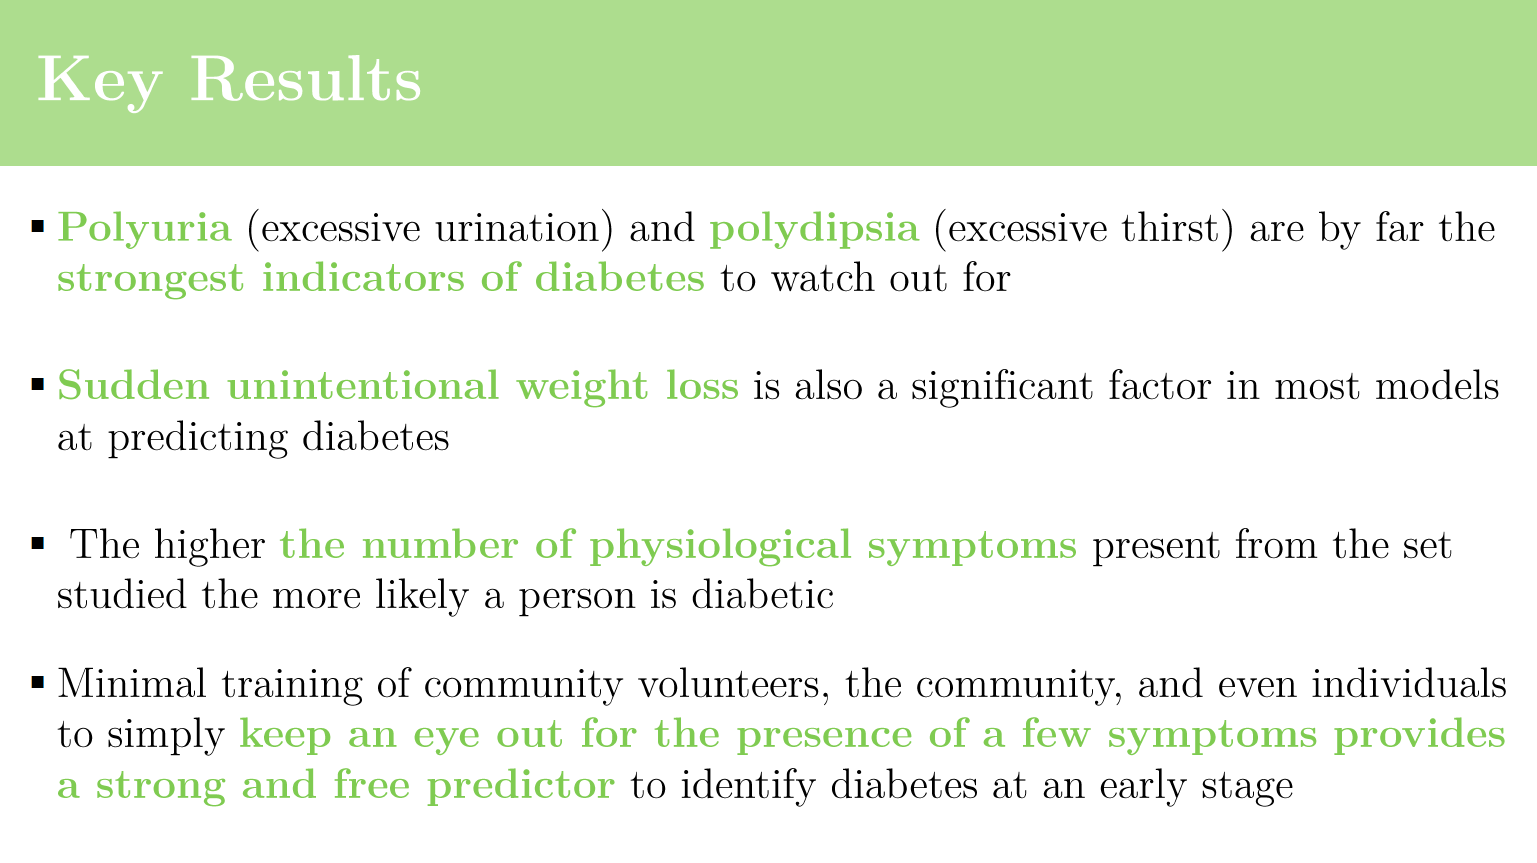 Key Results
▪ Polyuria (excessive urination) and polydipsia (excessive thirst) are by far the
strongest indicators of diabetes to watch out for
▪ Sudden unintentional weight loss is also a significant factor in most models
at predicting diabetes
▪ The higher the number of physiological symptoms present from the set
studied the more likely a person is diabetic
▪ Minimal training of community volunteers, the community, and even individuals
to simply keep an eye out for the presence of a few symptoms provides
a strong and free predictor to identify diabetes at an early stage